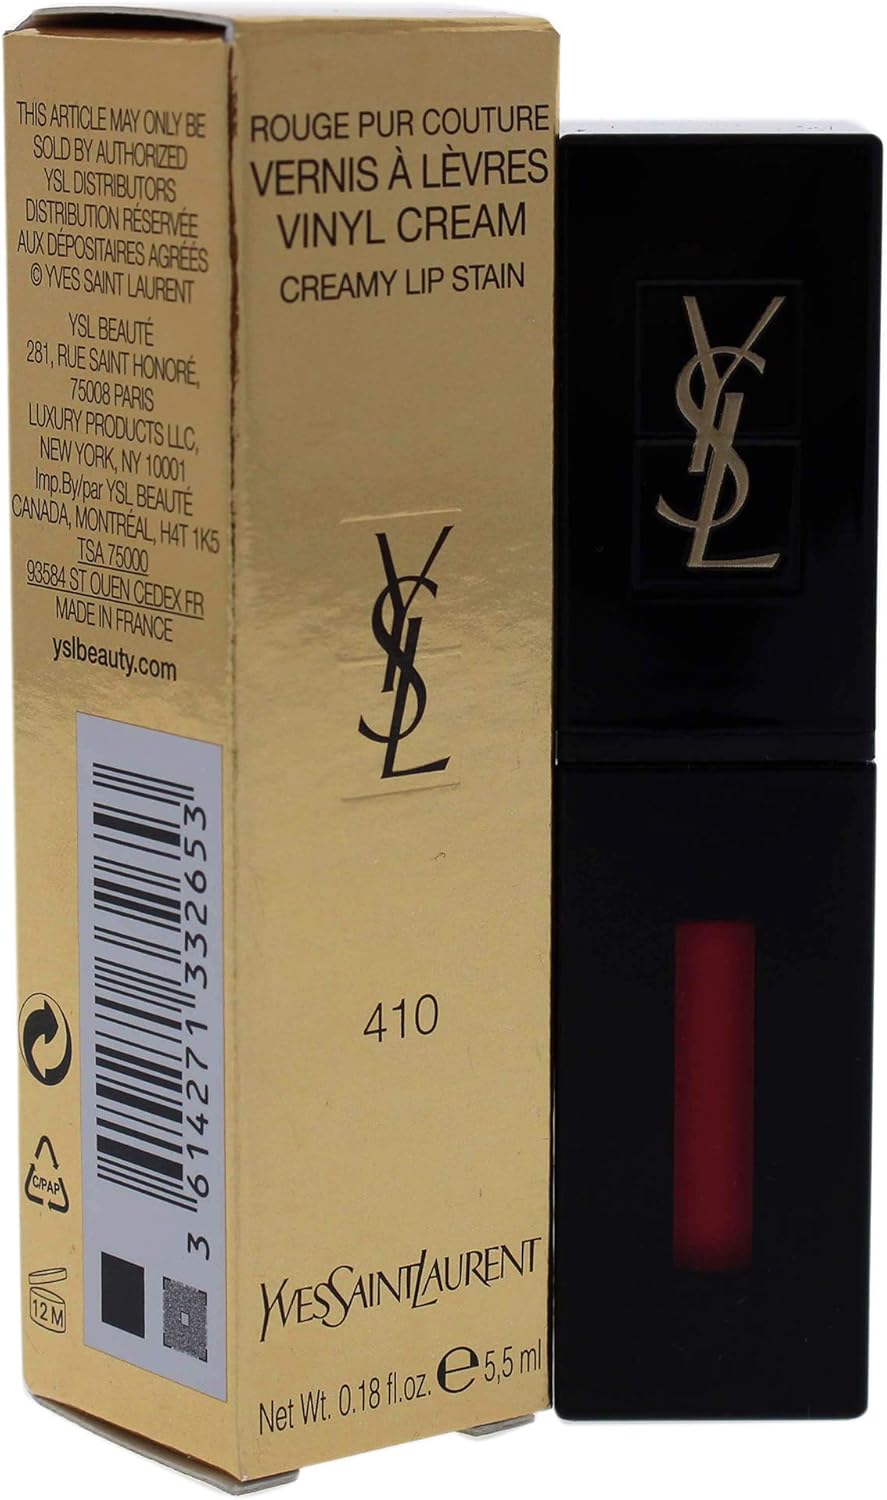 THIS ARTICLE MAY ONLY BE
SOLD BY AUTHORIZED
YSL DISTRIBUTORS
DISTRIBUTION RÉSERVÉE
AUX DÉPOSITAIRES AGRÉÉS
© YVES SAINT LAURENT
YSL BEAUTÉ
281, RUE SAINT HONORÉ,
75008 PARIS
LUXURY PRODUCTS LLC,
NEW YORK, NY 10001
Imp.By/par YSL BEAUTÉ
CANADA, MONTRÉAL, H4T 1K5
TSA 75000
93584 ST OUEN CEDEX FR
MADE IN FRANCE
yslbeauty.com
3 614271 332653
C/PAP
12 M
ROUGE PUR COUTURE
VERNIS À LÈVRES
VINYL CREAM
CREAMY LIP STAIN
YSL
410
YVESSAINTLAURENT
Net Wt. 0.18 fl.oz. e 5,5 ml
YSL